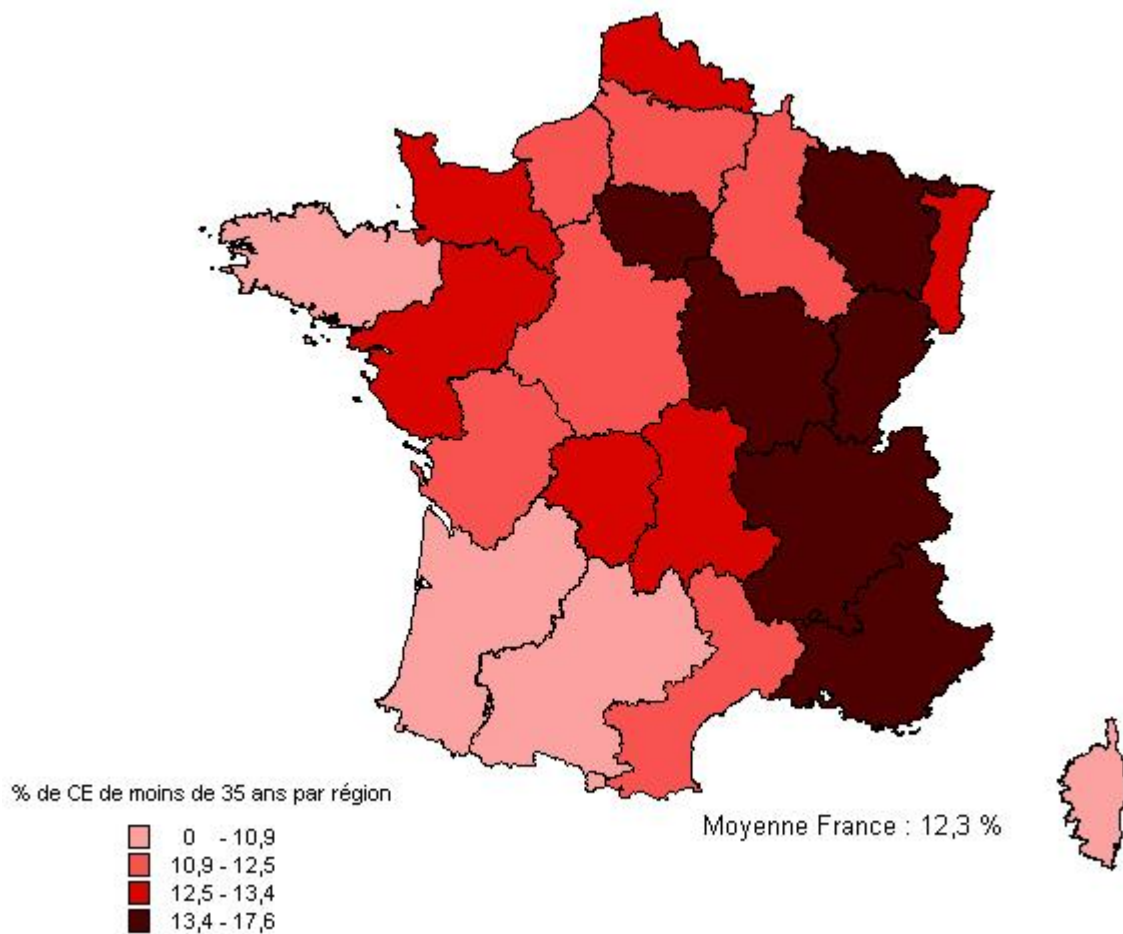 % de CE de moins de 35 ans par région
0 - 10,9
10,9 - 12,5
12,5 - 13,4
13,4 - 17,6
Moyenne France : 12,3 %